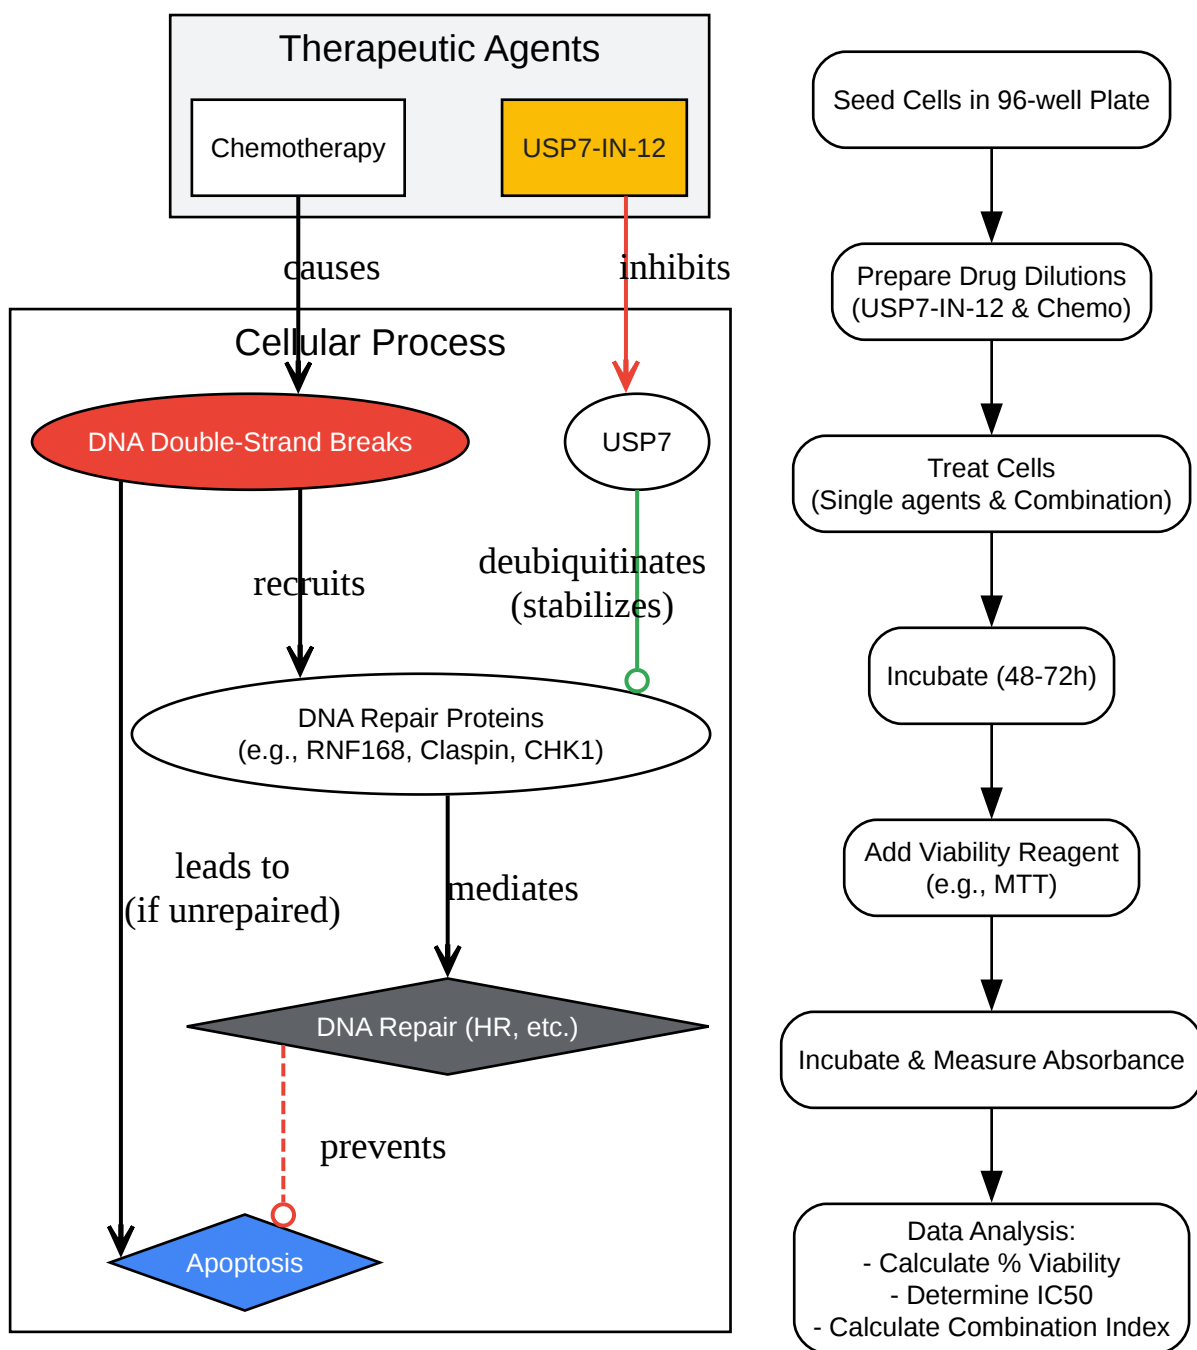 Therapeutic Agents
Chemotherapy
USP7-IN-12
causes
inhibits
Cellular Process
DNA Double-Strand Breaks
USP7
recruits
deubiquitinates
(stabilizes)
DNA Repair Proteins
(e.g., RNF168, Claspin, CHK1)
leads to
(if unrepaired)
mediates
DNA Repair (HR, etc.)
prevents
Apoptosis
Seed Cells in 96-well Plate
Prepare Drug Dilutions
(USP7-IN-12 & Chemo)
Treat Cells
(Single agents & Combination)
Incubate (48-72h)
Add Viability Reagent
(e.g., MTT)
Incubate & Measure Absorbance
Data Analysis:
- Calculate % Viability
- Determine IC50
- Calculate Combination Index